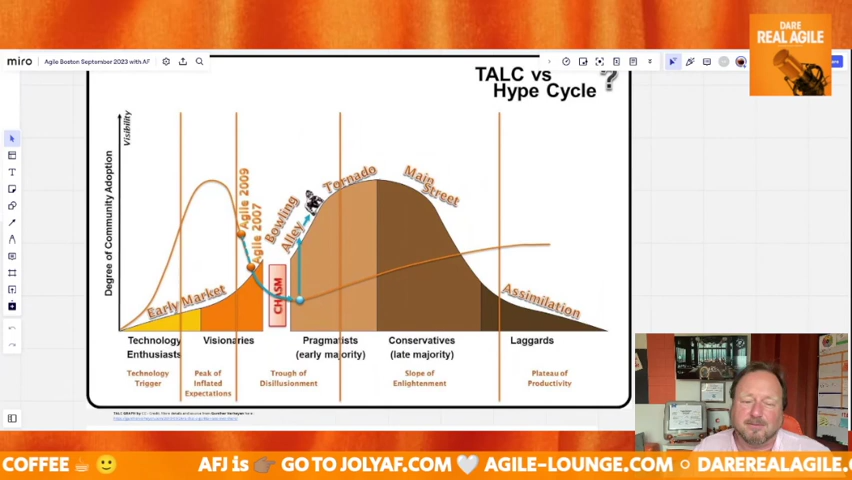 DARE
REAL AGILE
miro
Agile Boston September 2023 with AF
TALC vs
Hype Cycle
?
Visibility
Degree of Community Adoption
Agile 2009
Agile 2007
Bowling
Alley
Tornado
Main
Street
CHASM
Early Market
Assimilation
Technology
Enthusiasts
Visionaries
Pragmatists
(early majority)
Conservatives
(late majority)
Laggards
Technology
Trigger
Peak of
Inflated
Expectations
Trough of
Disillusionment
Slope of
Enlightenment
Plateau of
Productivity
COFFEE ☕ 🙂 AFJ is 👉🏽 GO TO JOLYAF.COM 🤍 AGILE-LOUNGE.COM ○ DAREREALAGILE.